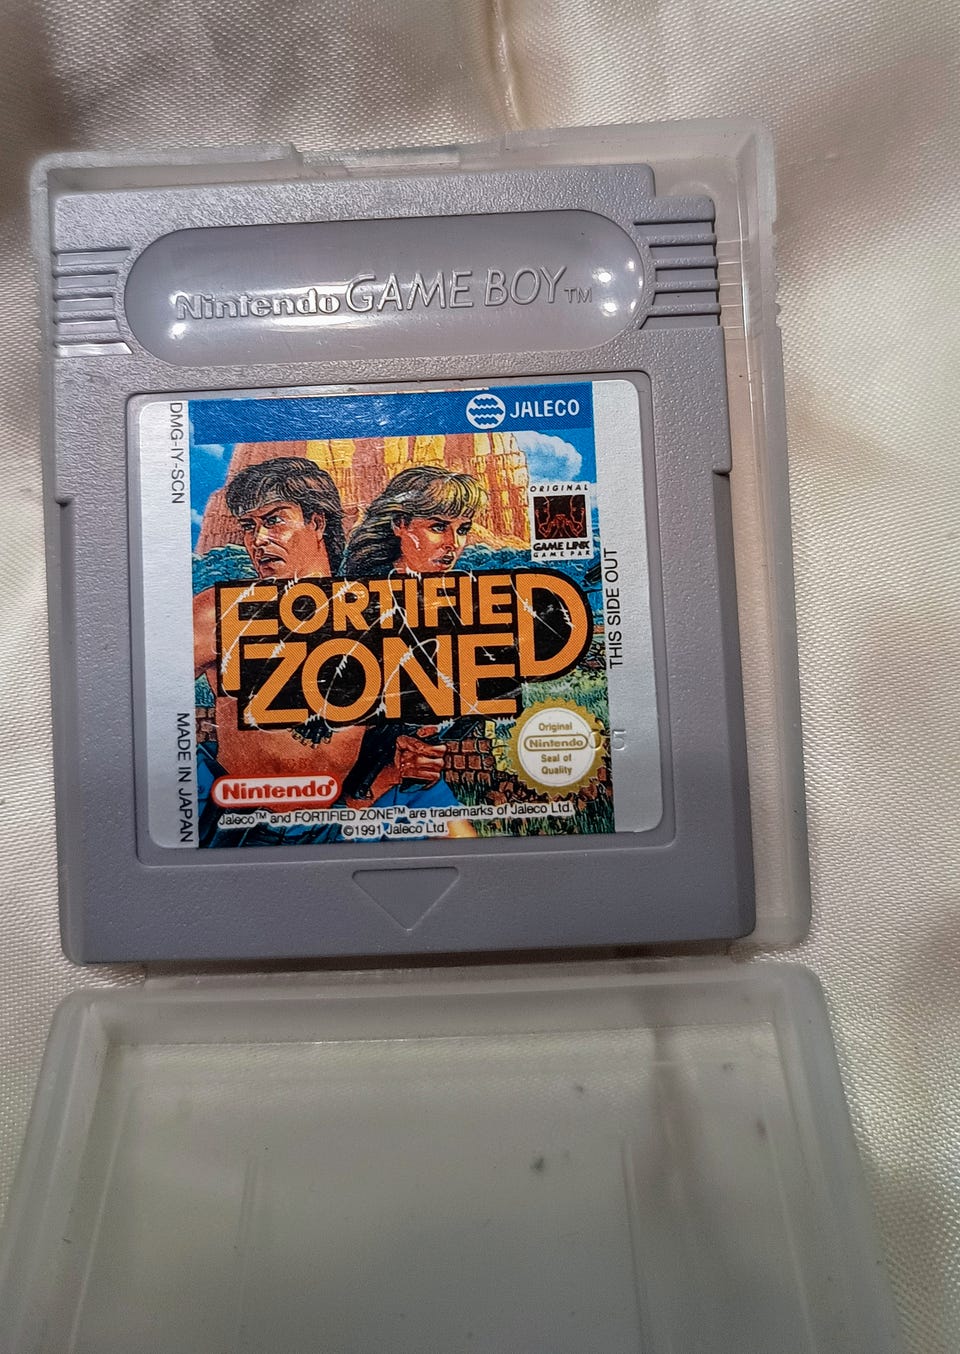 Nintendo GAME BOY™
DMG-IY-SCN
JALECO
ORIGINAL
GAME LINK
GAME PAK
FORTIFIED
ZONE
THIS SIDE OUT
MADE IN JAPAN
Original
Nintendo
Seal of
Quality
Nintendo®
Jaleco™ and FORTIFIED ZONE™ are trademarks of Jaleco Ltd.
©1991 Jaleco Ltd.